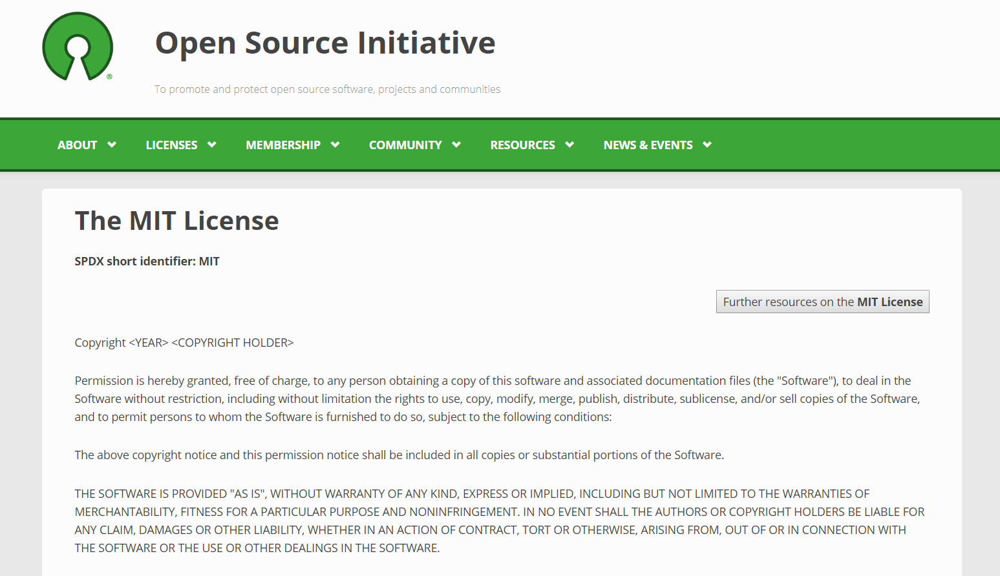 Open Source Initiative
®
To promote and protect open source software, projects and communities
ABOUT LICENSES MEMBERSHIP COMMUNITY RESOURCES NEWS & EVENTS
The MIT License
SPDX short identifier: MIT
Further resources on the MIT License
Copyright <YEAR> <COPYRIGHT HOLDER>
Permission is hereby granted, free of charge, to any person obtaining a copy of this software and associated documentation files (the "Software"), to deal in the
Software without restriction, including without limitation the rights to use, copy, modify, merge, publish, distribute, sublicense, and/or sell copies of the Software,
and to permit persons to whom the Software is furnished to do so, subject to the following conditions:
The above copyright notice and this permission notice shall be included in all copies or substantial portions of the Software.
THE SOFTWARE IS PROVIDED "AS IS", WITHOUT WARRANTY OF ANY KIND, EXPRESS OR IMPLIED, INCLUDING BUT NOT LIMITED TO THE WARRANTIES OF
MERCHANTABILITY, FITNESS FOR A PARTICULAR PURPOSE AND NONINFRINGEMENT. IN NO EVENT SHALL THE AUTHORS OR COPYRIGHT HOLDERS BE LIABLE FOR
ANY CLAIM, DAMAGES OR OTHER LIABILITY, WHETHER IN AN ACTION OF CONTRACT, TORT OR OTHERWISE, ARISING FROM, OUT OF OR IN CONNECTION WITH
THE SOFTWARE OR THE USE OR OTHER DEALINGS IN THE SOFTWARE.